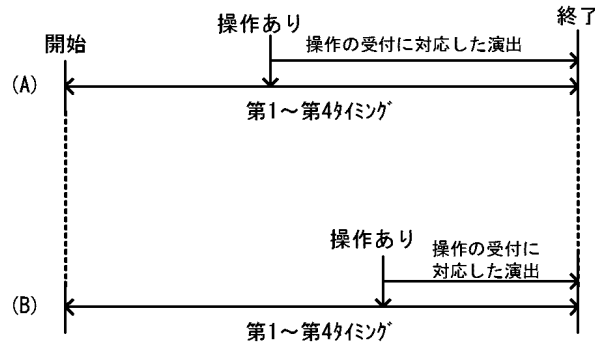 終了
操作あり
開始
操作の受付に対応した演出
(A)
第1～第4ﾀｲﾐﾝｸﾞ
操作あり
操作の受付に
対応した演出
(B)
第1～第4ﾀｲﾐﾝｸﾞ